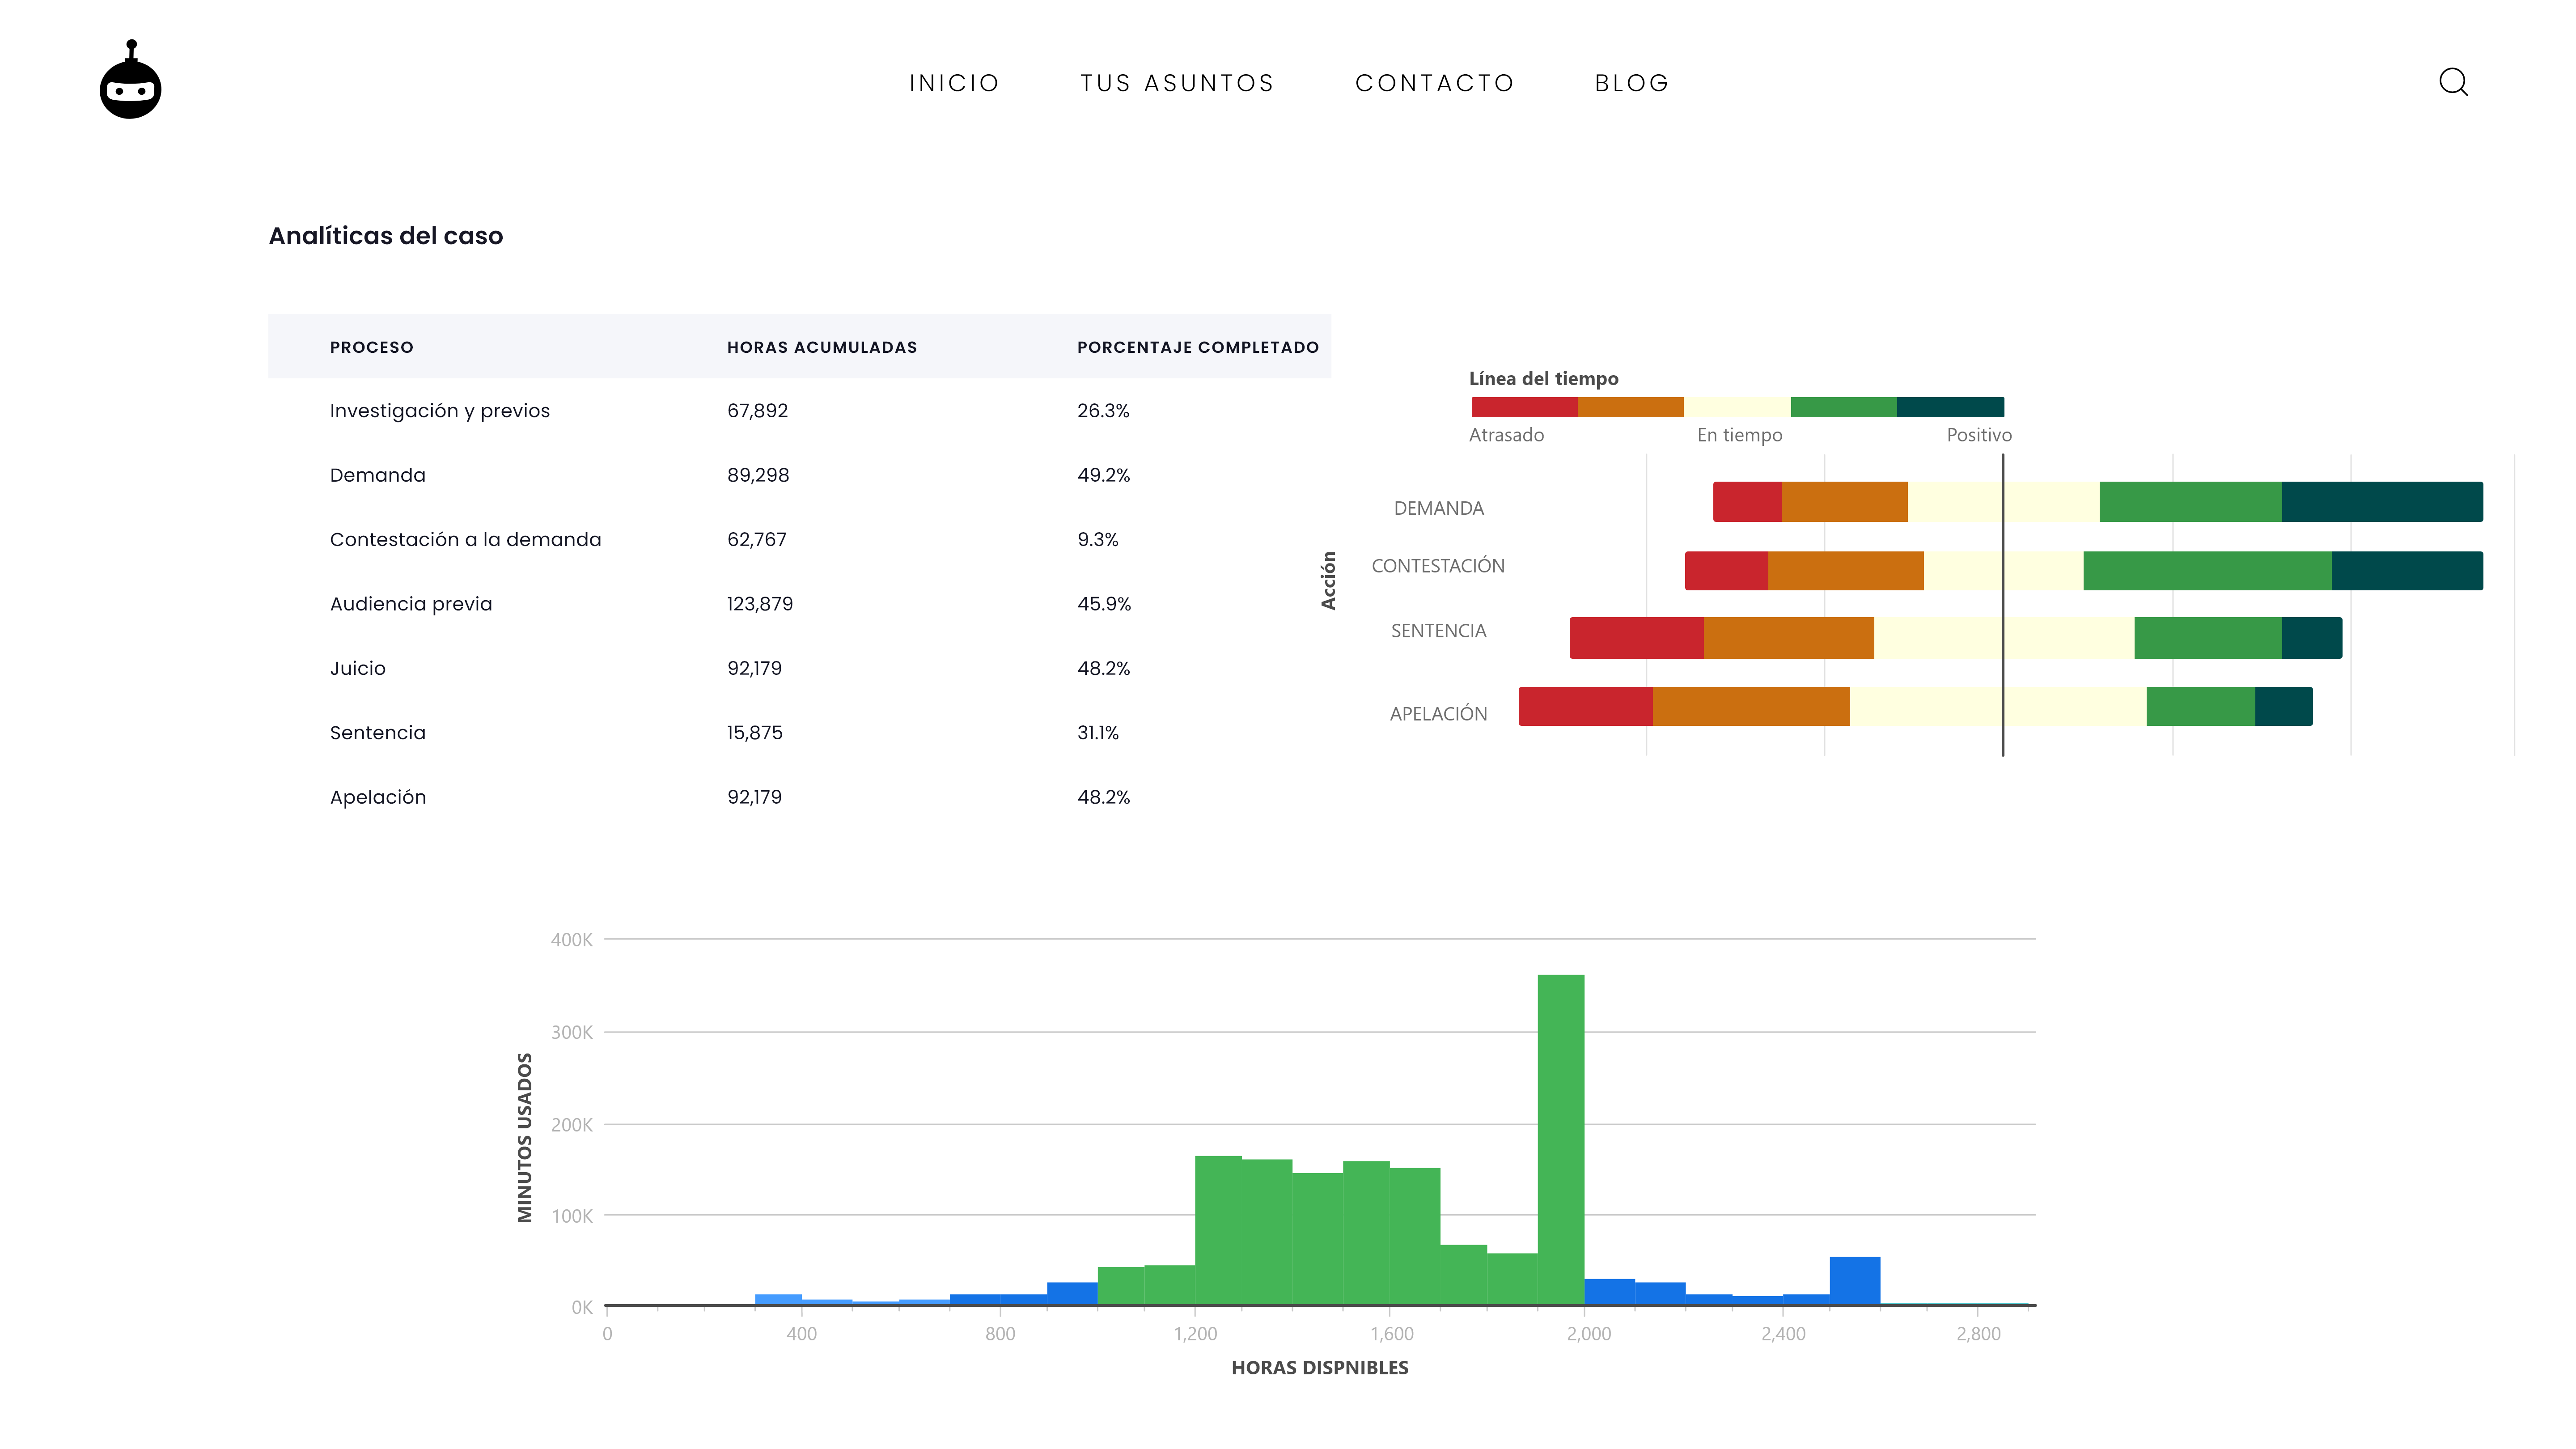 INICIO TUS ASUNTOS CONTACTO BLOG
Analíticas del caso
PROCESO HORAS ACUMULADAS PORCENTAJE COMPLETADO
Investigación y previos 67,892 26.3%
Demanda 89,298 49.2%
Contestación a la demanda 62,767 9.3%
Audiencia previa 123,879 45.9%
Juicio 92,179 48.2%
Sentencia 15,875 31.1%
Apelación 92,179 48.2%
Línea del tiempo
Atrasado En tiempo Positivo
Acción
DEMANDA
CONTESTACIÓN
SENTENCIA
APELACIÓN
MINUTOS USADOS
400K
300K
200K
100K
0K
0 400 800 1,200 1,600 2,000 2,400 2,800
HORAS DISPNIBLES